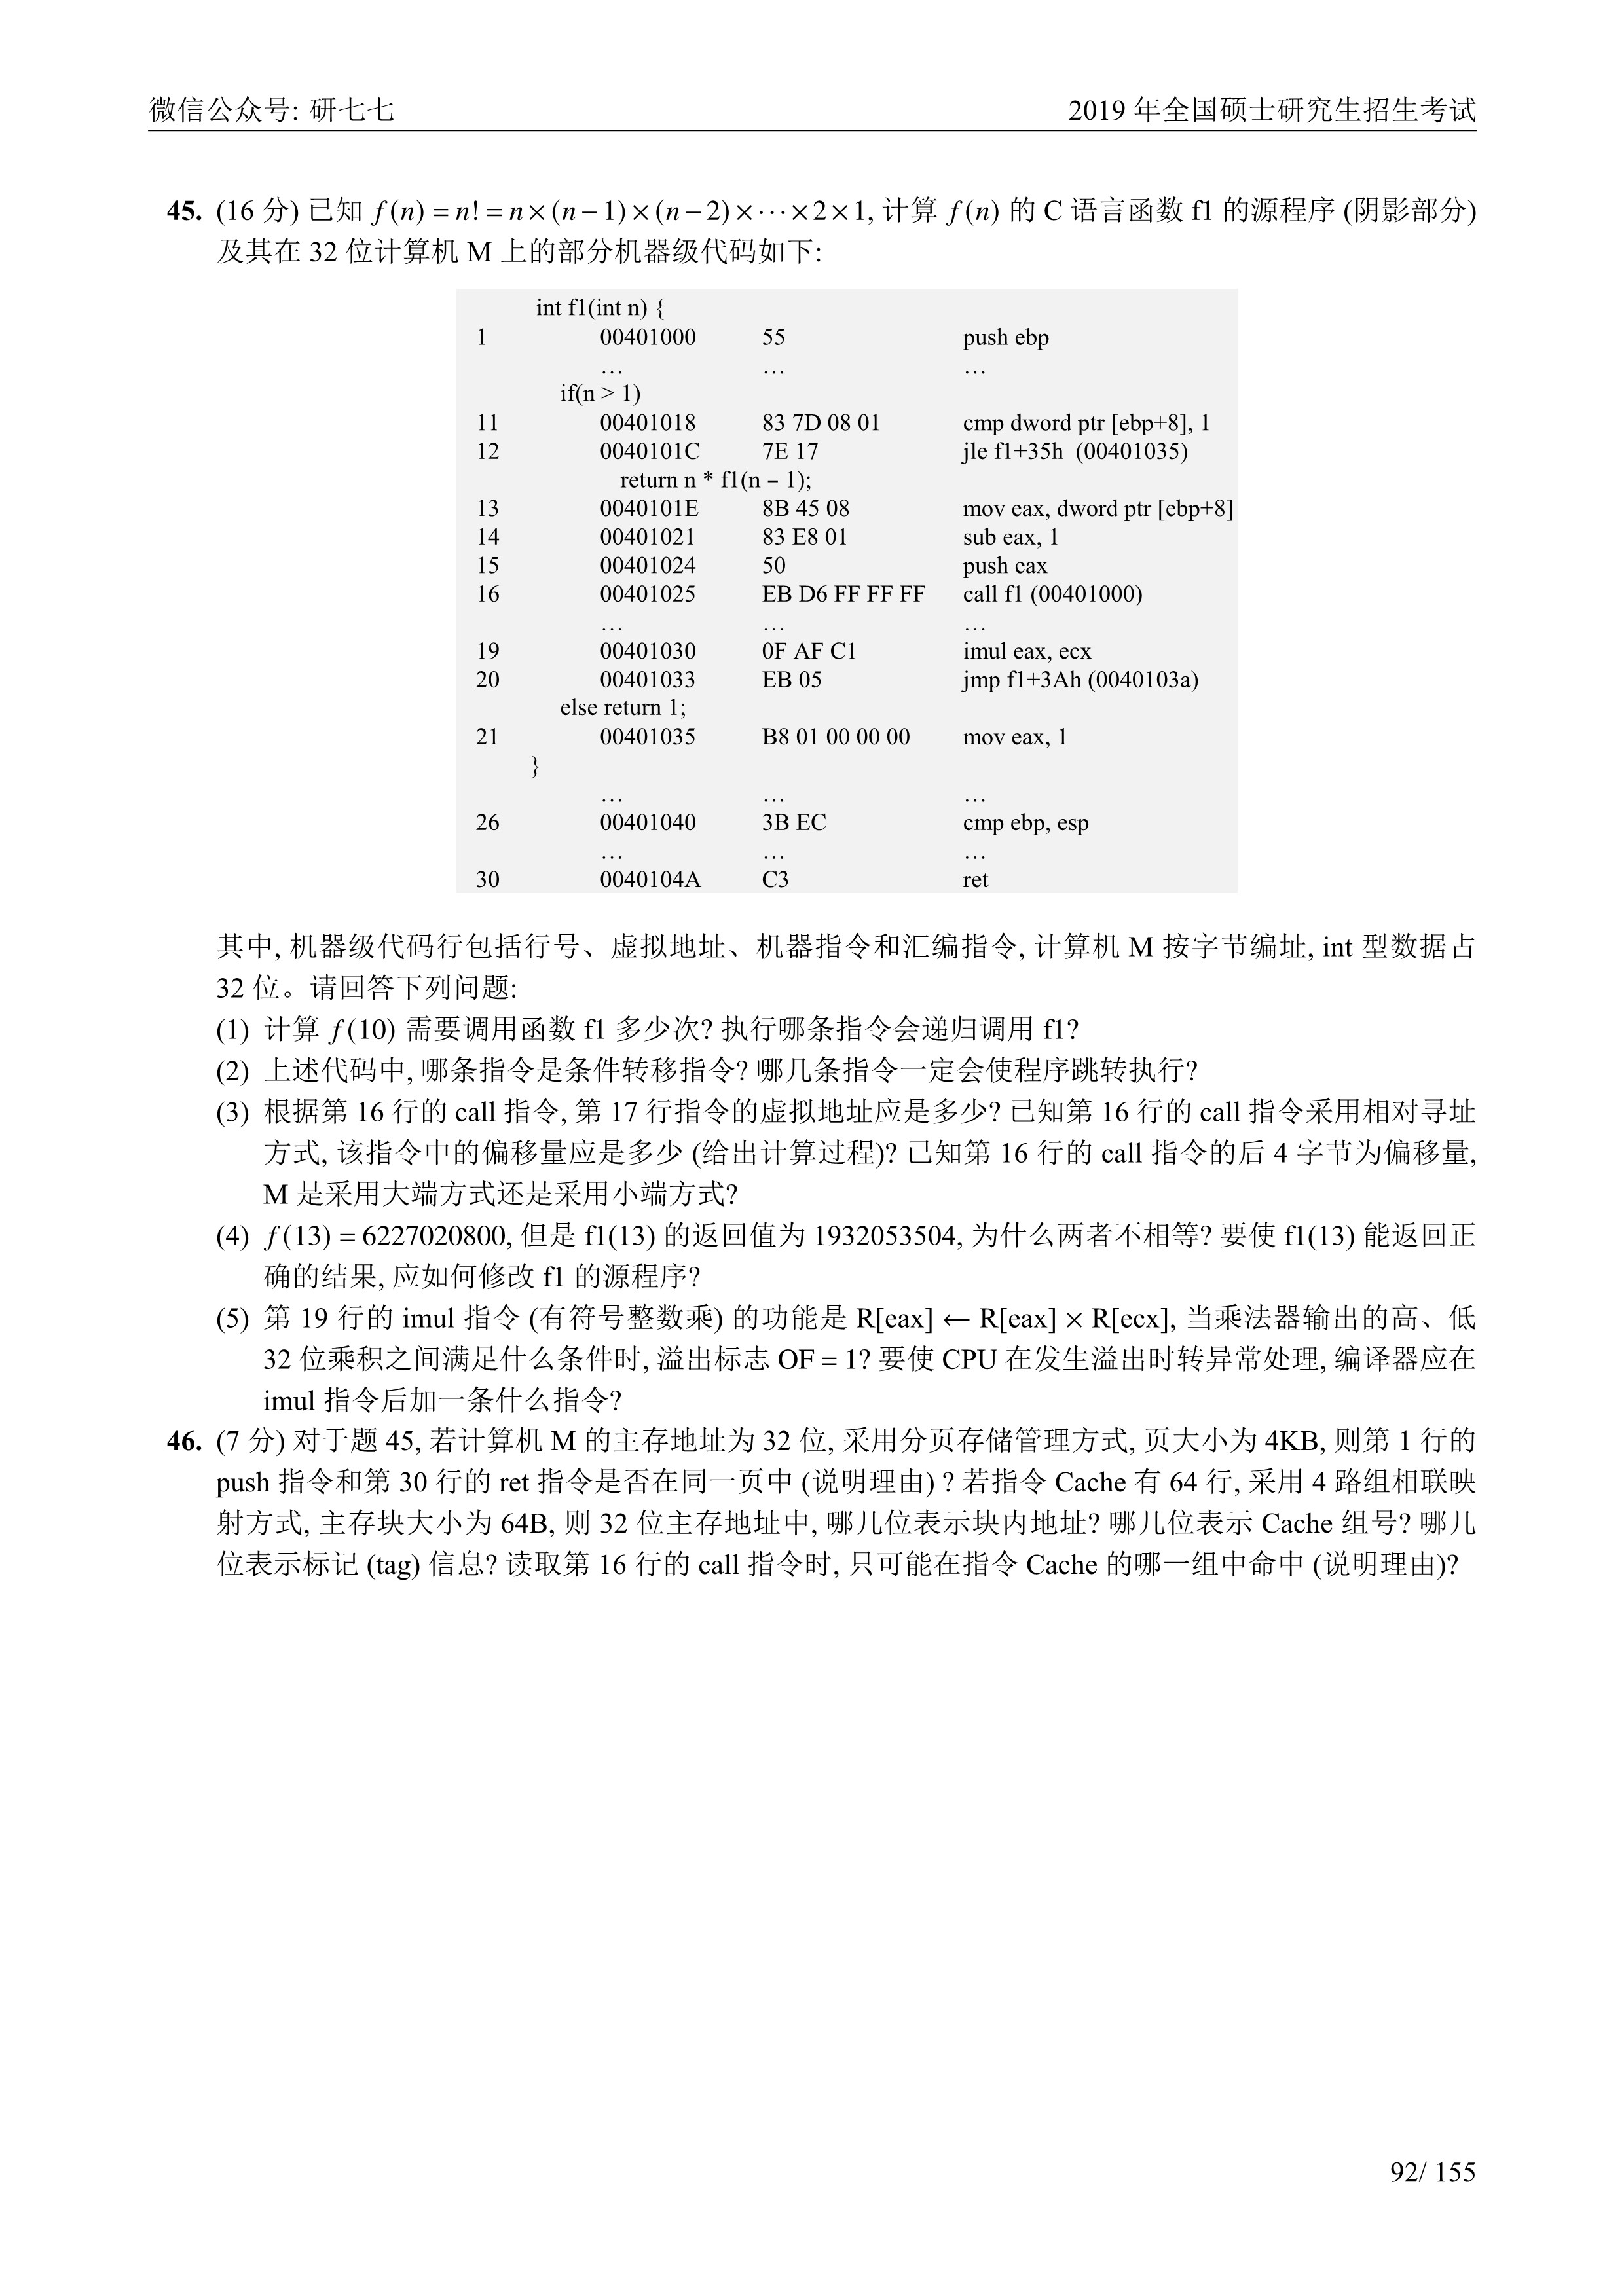 微信公众号: 研七七
2019 年全国硕士研究生招生考试
45. (16 分) 已知 f(n) = n! = n×(n−1)×(n−2)×⋯×2×1, 计算 f(n) 的 C 语言函数 f1 的源程序 (阴影部分)
及其在 32 位计算机 M 上的部分机器级代码如下:
int f1(int n) {
1 00401000 55 push ebp
… … …
if(n > 1)
11 00401018 83 7D 08 01 cmp dword ptr [ebp+8], 1
12 0040101C 7E 17 jle f1+35h (00401035)
return n * f1(n − 1);
13 0040101E 8B 45 08 mov eax, dword ptr [ebp+8]
14 00401021 83 E8 01 sub eax, 1
15 00401024 50 push eax
16 00401025 EB D6 FF FF FF call f1 (00401000)
… … …
19 00401030 0F AF C1 imul eax, ecx
20 00401033 EB 05 jmp f1+3Ah (0040103a)
else return 1;
21 00401035 B8 01 00 00 00 mov eax, 1
}
… … …
26 00401040 3B EC cmp ebp, esp
… … …
30 0040104A C3 ret
其中, 机器级代码行包括行号、虚拟地址、机器指令和汇编指令, 计算机 M 按字节编址, int 型数据占
32 位。请回答下列问题:
(1) 计算 f(10) 需要调用函数 f1 多少次? 执行哪条指令会递归调用 f1?
(2) 上述代码中, 哪条指令是条件转移指令? 哪几条指令一定会使程序跳转执行?
(3) 根据第 16 行的 call 指令, 第 17 行指令的虚拟地址应是多少? 已知第 16 行的 call 指令采用相对寻址
方式, 该指令中的偏移量应是多少 (给出计算过程)? 已知第 16 行的 call 指令的后 4 字节为偏移量,
M 是采用大端方式还是采用小端方式?
(4) f(13) = 6227020800, 但是 f1(13) 的返回值为 1932053504, 为什么两者不相等? 要使 f1(13) 能返回正
确的结果, 应如何修改 f1 的源程序?
(5) 第 19 行的 imul 指令 (有符号整数乘) 的功能是 R[eax] ← R[eax] × R[ecx], 当乘法器输出的高、低
32 位乘积之间满足什么条件时, 溢出标志 OF = 1? 要使 CPU 在发生溢出时转异常处理, 编译器应在
imul 指令后加一条什么指令?
46. (7 分) 对于题 45, 若计算机 M 的主存地址为 32 位, 采用分页存储管理方式, 页大小为 4KB, 则第 1 行的
push 指令和第 30 行的 ret 指令是否在同一页中 (说明理由) ? 若指令 Cache 有 64 行, 采用 4 路组相联映
射方式, 主存块大小为 64B, 则 32 位主存地址中, 哪几位表示块内地址? 哪几位表示 Cache 组号? 哪几
位表示标记 (tag) 信息? 读取第 16 行的 call 指令时, 只可能在指令 Cache 的哪一组中命中 (说明理由)?
92/ 155